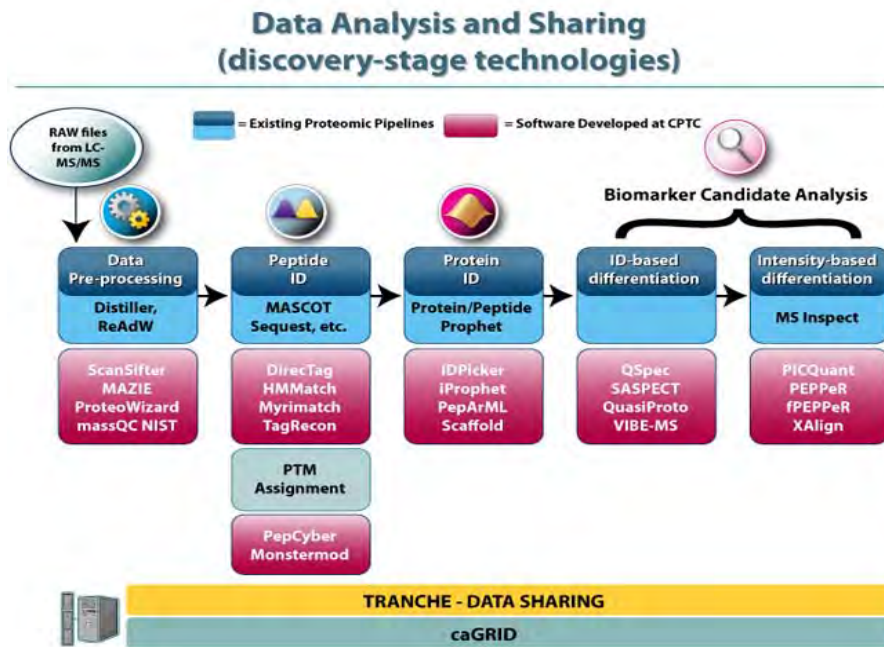 Data Analysis and Sharing
(discovery-stage technologies)
RAW files
from LC-
MS/MS
= Existing Proteomic Pipelines
= Software Developed at CPTC
Biomarker Candidate Analysis
Data
Pre-processing
Distiller,
ReAdW
ScanSifter
MAZIE
ProteoWizard
massQC NIST
Peptide
ID
MASCOT
Sequest, etc.
DirecTag
HMMatch
Myrimatch
TagRecon
PTM
Assignment
PepCyber
Monstermod
Protein
ID
Protein/Peptide
Prophet
IDPicker
iProphet
PepArML
Scaffold
ID-based
differentiation
QSpec
SASPECT
QuasiProto
VIBE-MS
Intensity-based
differentiation
MS Inspect
PICQuant
PEPPeR
fPEPPeR
XAlign
TRANCHE - DATA SHARING
caGRID